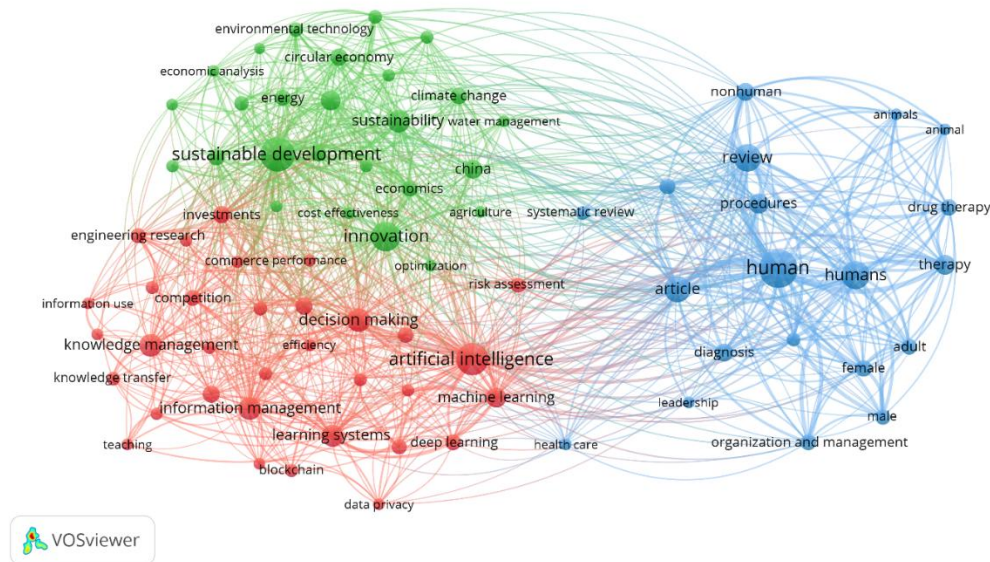 environmental technology
circular economy
economic analysis
energy
climate change
sustainability
water management
sustainable development
china
economics
investments
cost effectiveness
agriculture
systematic review
engineering research
innovation
commerce
performance
optimization
information use
competition
risk assessment
decision making
knowledge management
efficiency
artificial intelligence
knowledge transfer
machine learning
information management
learning systems
deep learning
teaching
blockchain
data privacy
health care
nonhuman
animals
animal
review
procedures
drug therapy
human
humans
therapy
article
diagnosis
adult
female
leadership
male
organization and management
VOSviewer